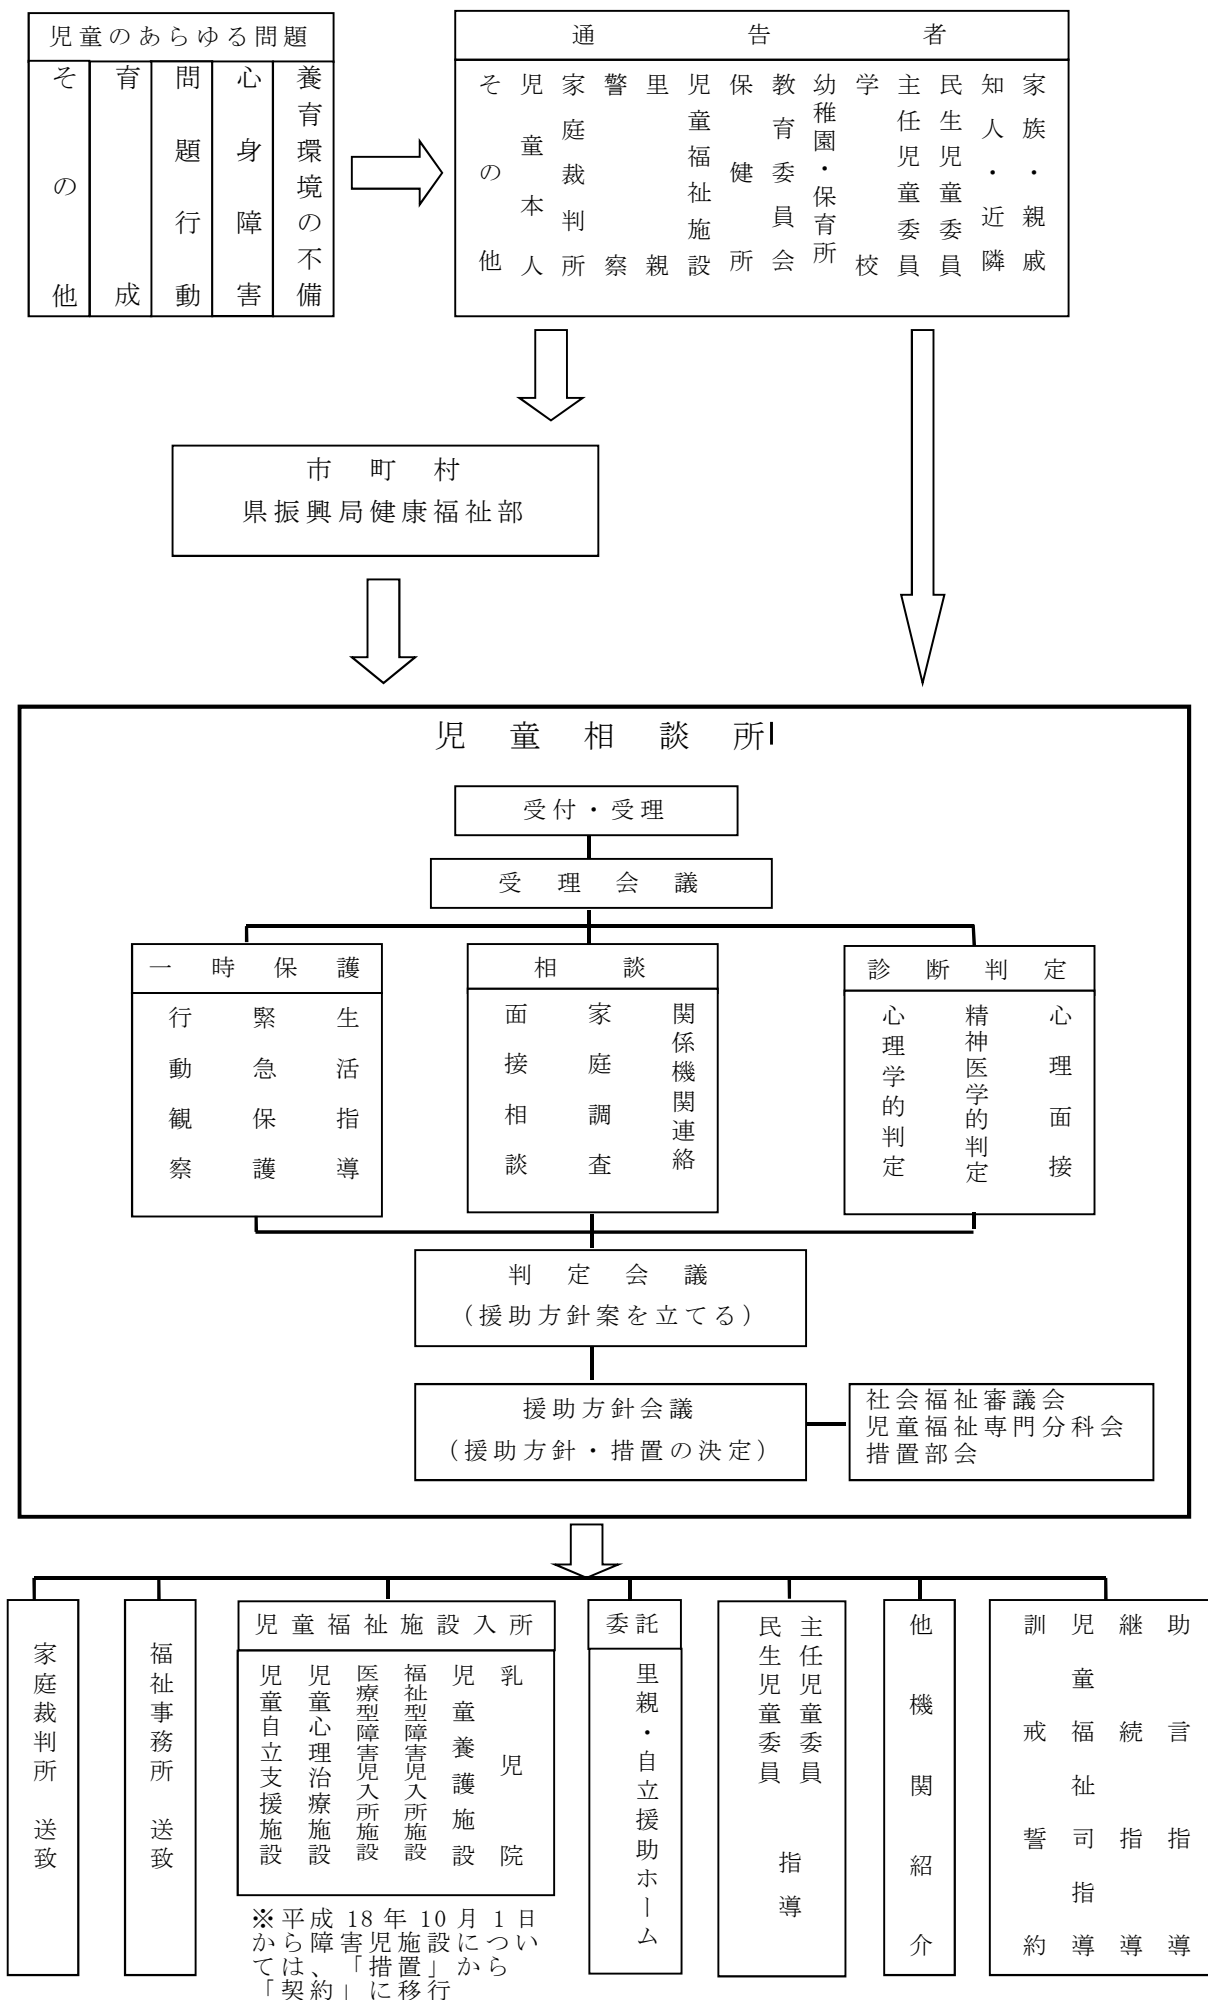 児童のあらゆる問題
養育環境の不備
心身障害
問題行動
育成
その他
通告者
家族・親戚
知人・近隣
民生児童委員
主任児童委員
学校
幼稚園・保育所
教育委員会
保健所
児童福祉施設
里親
警察
家庭裁判所
児童本人
その他
市町村
県振興局健康福祉部
児童相談所
受付・受理
受理会議
一時保護
生活指導
緊急保護
行動観察
相談
関係機関連絡
家庭調査
面接相談
診断判定
心理面接
精神医学的判定
心理学的判定
判定会議
(援助方針案を立てる)
援助方針会議
(援助方針・措置の決定)
社会福祉審議会
児童福祉専門分科会
措置部会
家庭裁判所 送致
福祉事務所 送致
児童福祉施設入所
乳児院
児童養護施設
福祉型障害児入所施設
医療型障害児入所施設
児童心理治療施設
児童自立支援施設
※平成 18 年 10 月 1 日
から障害児施設につい
ては、「措置」から
「契約」に移行
委託
里親・自立援助ホーム
主任児童委員
民生児童委員
指導
他機関紹介
助言指導
継続指導
児童福祉司指導
訓戒誓約